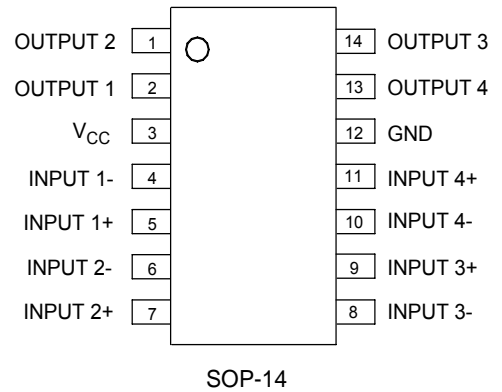 OUTPUT 2 1 14 OUTPUT 3
OUTPUT 1 2 13 OUTPUT 4
VCC 3 12 GND
INPUT 1- 4 11 INPUT 4+
INPUT 1+ 5 10 INPUT 4-
INPUT 2- 6 9 INPUT 3+
INPUT 2+ 7 8 INPUT 3-
SOP-14